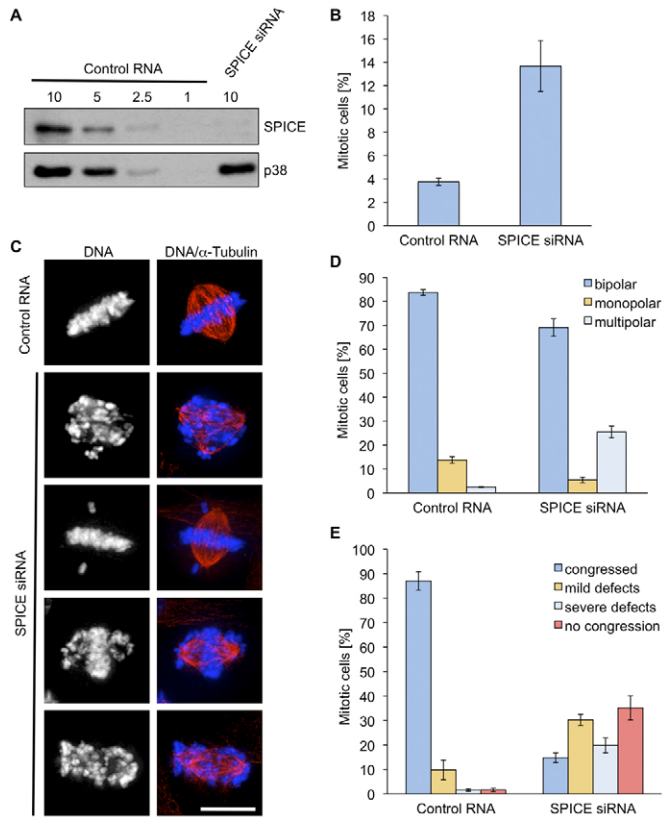 A
Control RNA
SPICE siRNA
10 5 2.5 1 10
SPICE
p38
B
Mitotic cells [%]
18
16
14
12
10
8
6
4
2
0
Control RNA SPICE siRNA
C
DNA DNA/α-Tubulin
Control RNA
SPICE siRNA
D
Mitotic cells [%]
90
80
70
60
50
40
30
20
10
0
bipolar
monopolar
multipolar
Control RNA SPICE siRNA
E
Mitotic cells [%]
100
90
80
70
60
50
40
30
20
10
0
congressed
mild defects
severe defects
no congression
Control RNA SPICE siRNA